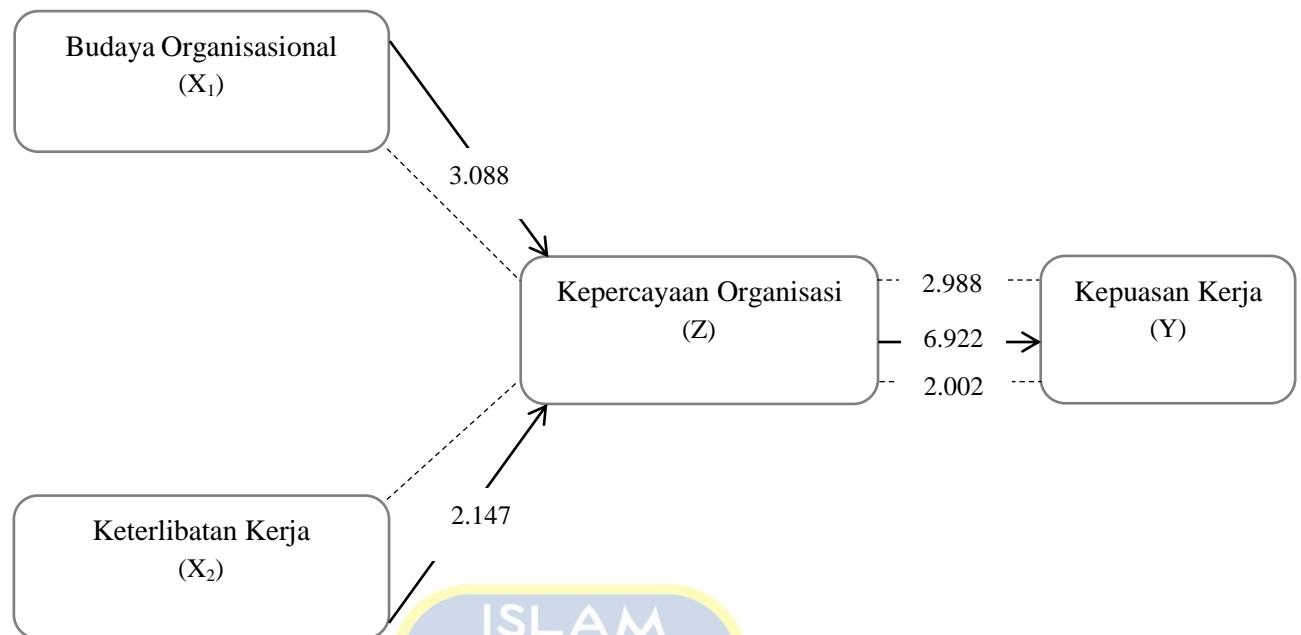 Budaya Organisasional
(X₁)
3.088
Kepercayaan Organisasi
(Z)
2.988
6.922
2.002
Kepuasan Kerja
(Y)
Keterlibatan Kerja
(X₂)
2.147
ISLAM